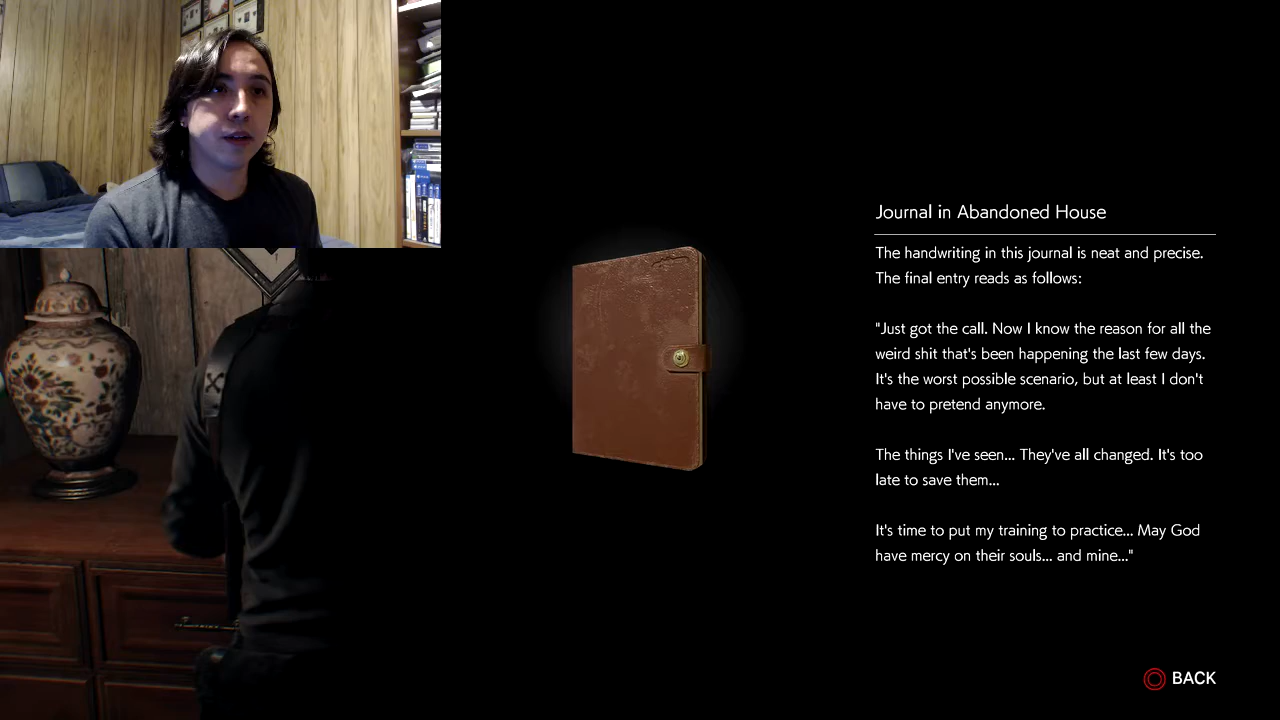 Journal in Abandoned House
The handwriting in this journal is neat and precise.
The final entry reads as follows:
"Just got the call. Now I know the reason for all the
weird shit that's been happening the last few days.
It's the worst possible scenario, but at least I don't
have to pretend anymore.
The things I've seen... They've all changed. It's too
late to save them...
It's time to put my training to practice... May God
have mercy on their souls... and mine..."
BACK